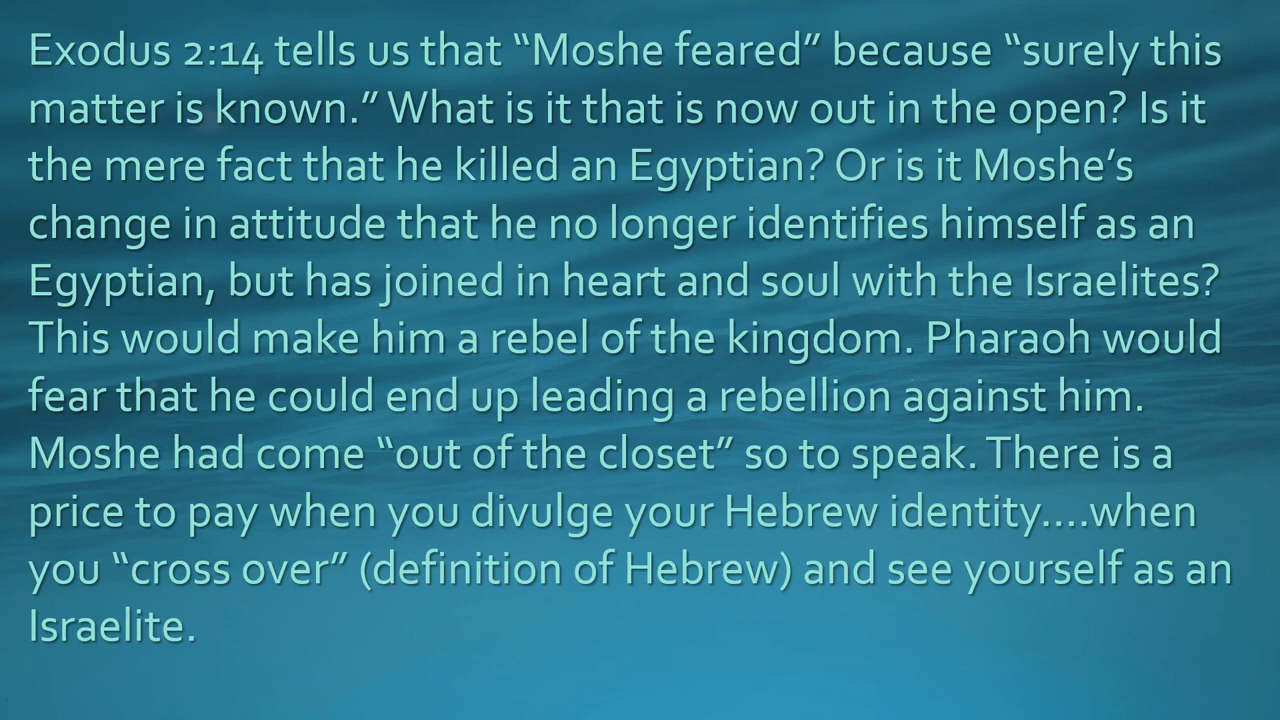 Exodus 2:14 tells us that “Moshe feared” because “surely this
matter is known.” What is it that is now out in the open? Is it
the mere fact that he killed an Egyptian? Or is it Moshe’s
change in attitude that he no longer identifies himself as an
Egyptian, but has joined in heart and soul with the Israelites?
This would make him a rebel of the kingdom. Pharaoh would
fear that he could end up leading a rebellion against him.
Moshe had come “out of the closet” so to speak. There is a
price to pay when you divulge your Hebrew identity….when
you “cross over” (definition of Hebrew) and see yourself as an
Israelite.